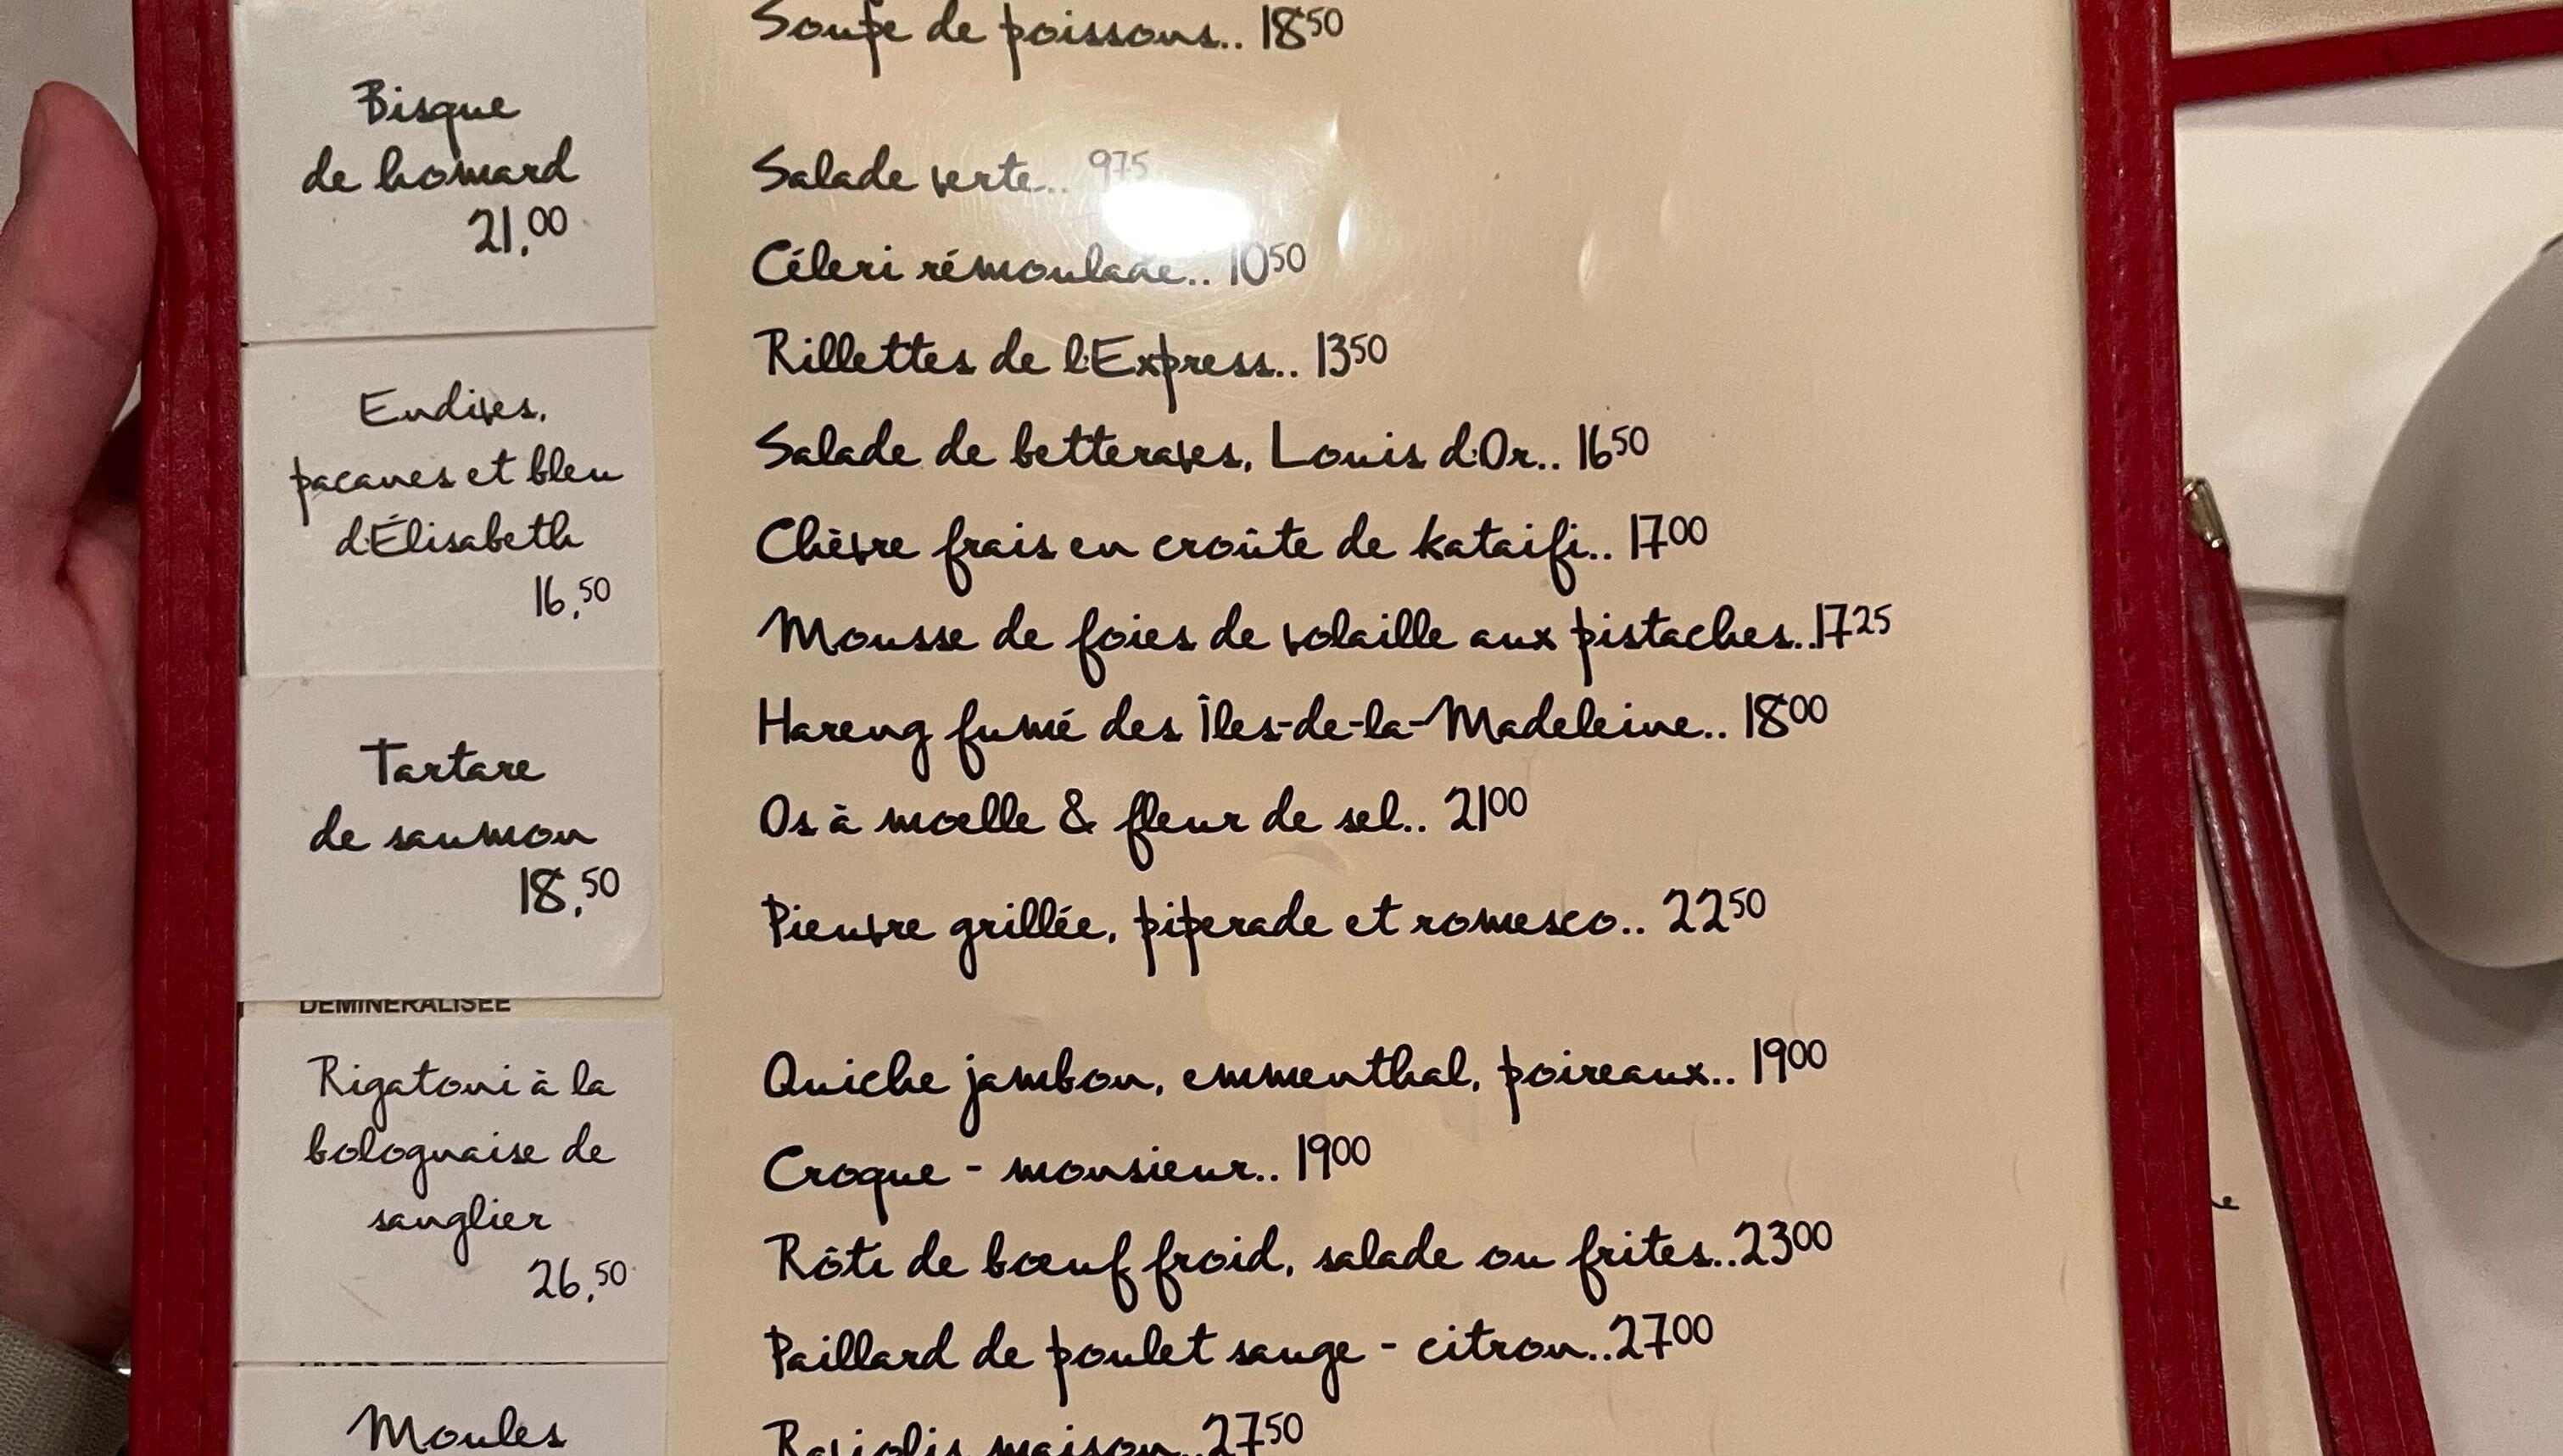 Bisque
de homard
21,00
Endives,
pacanes et bleu
d'Élisabeth
16,50
Tartare
de saumon
18,50
DÉMINÉRALISÉE
Rigatoni à la
bolognaise de
sanglier
26,50
Moules
Soupe de poissons.. 18 50
Salade verte.. 9 75
Céleri rémoulade.. 10 50
Rillettes de l'Express.. 13 50
Salade de betteraves, Louis d'Or.. 16 50
Chèvre frais en croûte de kataifi.. 17 00
Mousse de foies de volaille aux pistaches.. 17 25
Hareng fumé des Îles-de-la-Madeleine.. 18 00
Os à moelle & fleur de sel.. 21 00
Pieuvre grillée, piperade et romesco.. 22 50
Quiche jambon, emmenthal, poireaux.. 19 00
Croque - monsieur.. 19 00
Rôti de bœuf froid, salade ou frites.. 23 00
Paillard de poulet sauge - citron.. 27 00
Raviolis maison.. 27 50